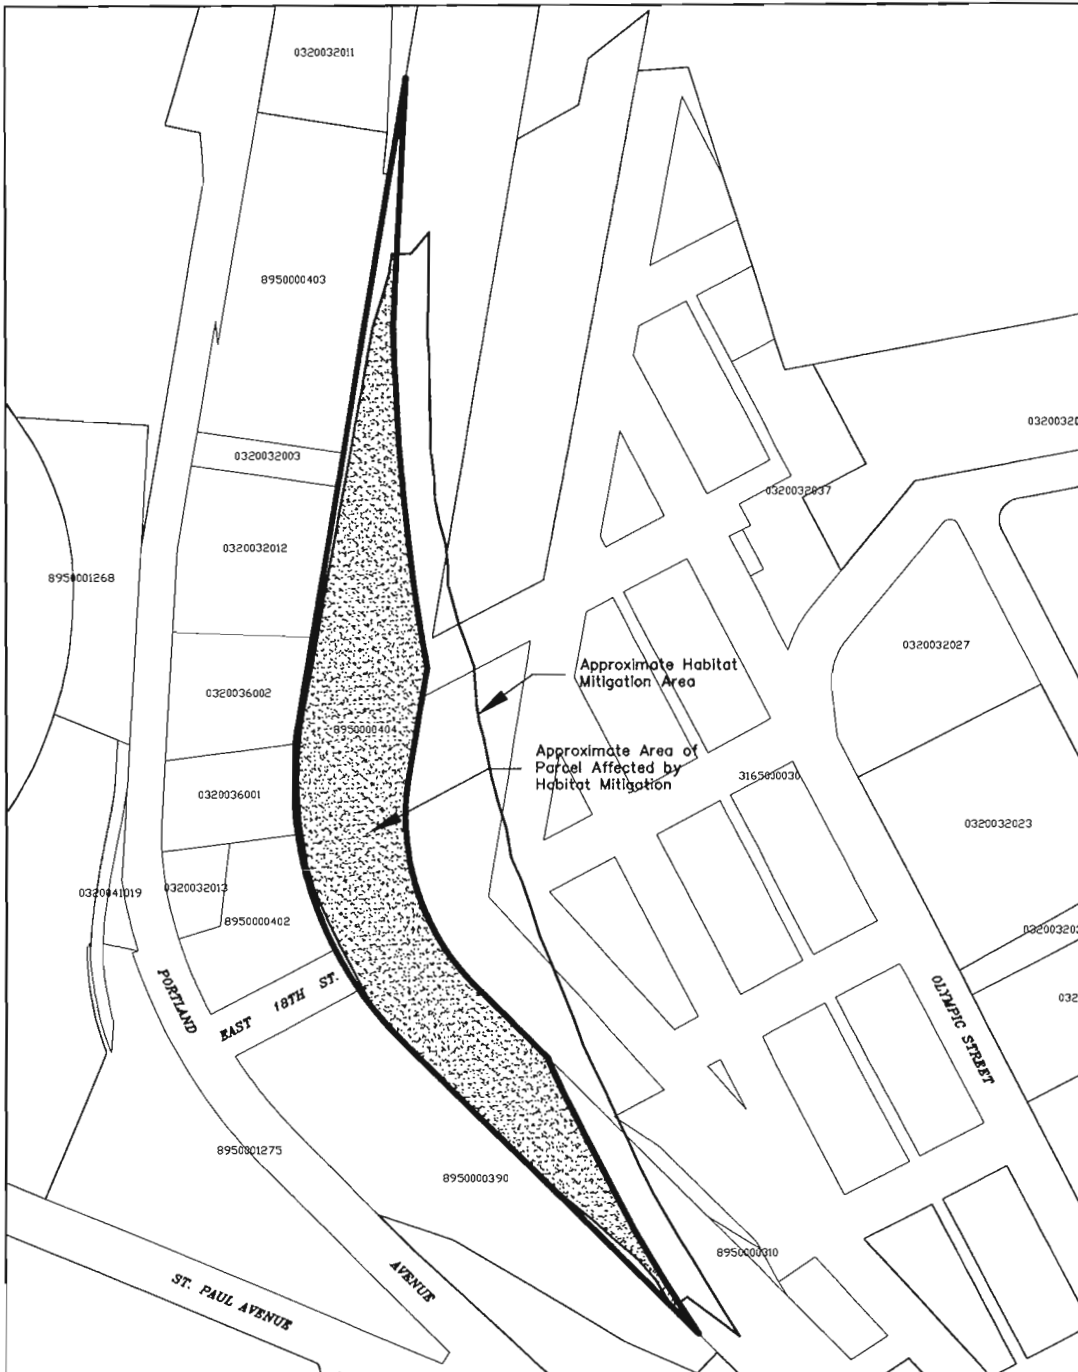 0320032011
8950000403
0320032003
0320032012
8950001268
0320036002
8950000404
0320036001
0320041019
0320032013
8950000402
Approximate Habitat
Mitigation Area
Approximate Area of
Parcel Affected by
Habitat Mitigation
0320032037
0320032027
3165000030
0320032023
PORTLAND
EAST 18TH ST.
OLYMPIC STREET
8950001275
8950000390
8950000310
AVENUE
ST. PAUL AVENUE